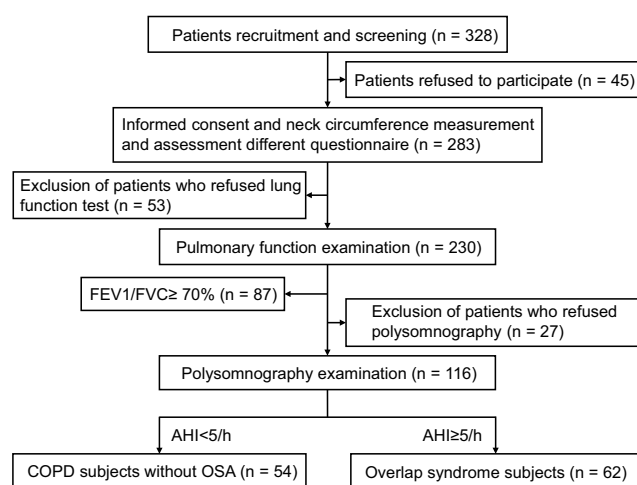 Patients recruitment and screening (n = 328)
Patients refused to participate (n = 45)
Informed consent and neck circumference measurement
and assessment different questionnaire (n = 283)
Exclusion of patients who refused lung
function test (n = 53)
Pulmonary function examination (n = 230)
FEV1/FVC≥ 70% (n = 87)
Exclusion of patients who refused
polysomnography (n = 27)
Polysomnography examination (n = 116)
AHI<5/h
AHI≥5/h
COPD subjects without OSA (n = 54)
Overlap syndrome subjects (n = 62)